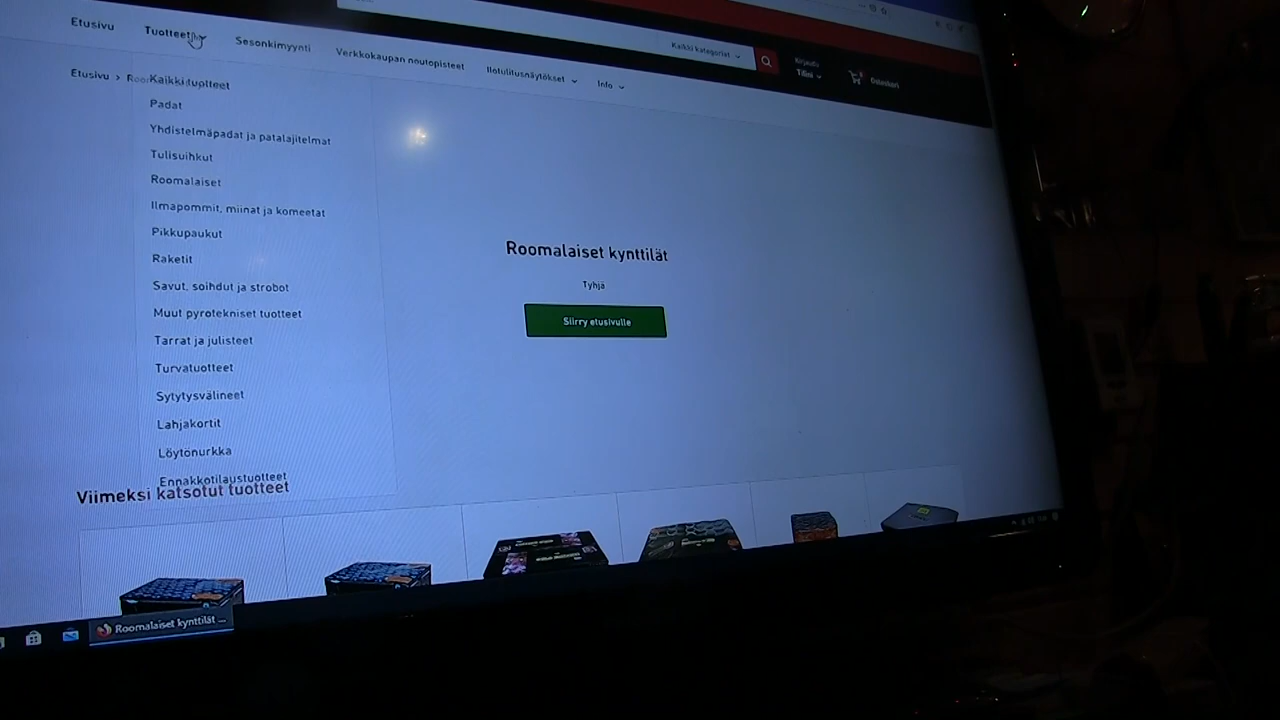 Kaikki kategoriat
Kirjaudu
Tilini
Ostoskori
Etusivu
Tuotteet
Sesonkimyynti
Verkkokaupan noutopisteet
Ilotulitusnäytökset
Info
Etusivu >
Kaikki tuotteet
Padat
Yhdistelmäpadat ja patalajitelmat
Tulisuihkut
Roomalaiset
Ilmapommit, miinat ja komeetat
Pikkupaukut
Raketit
Savut, soihdut ja strobot
Muut pyrotekniset tuotteet
Tarrat ja julisteet
Turvatuotteet
Sytytysvälineet
Lahjakortit
Löytönurkka
Ennakkotilaustuotteet
Roomalaiset kynttilät
Tyhjä
Siirry etusivulle
Viimeksi katsotut tuotteet
Roomalaiset kynttilät ...